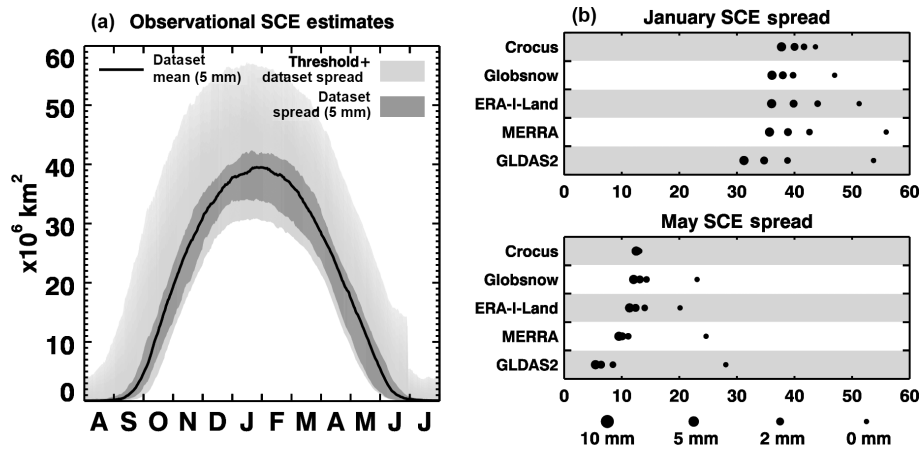 (a) Observational SCE estimates
60
50
40
30
20
10
0
x10⁶ km²
Dataset
mean (5 mm)
Threshold+
dataset spread
Dataset
spread (5 mm)
A S O N D J F M A M J J
(b) January SCE spread
Crocus
Globsnow
ERA-I-Land
MERRA
GLDAS2
0 10 20 30 40 50 60
May SCE spread
Crocus
Globsnow
ERA-I-Land
MERRA
GLDAS2
0 10 20 30 40 50 60
10 mm 5 mm 2 mm 0 mm